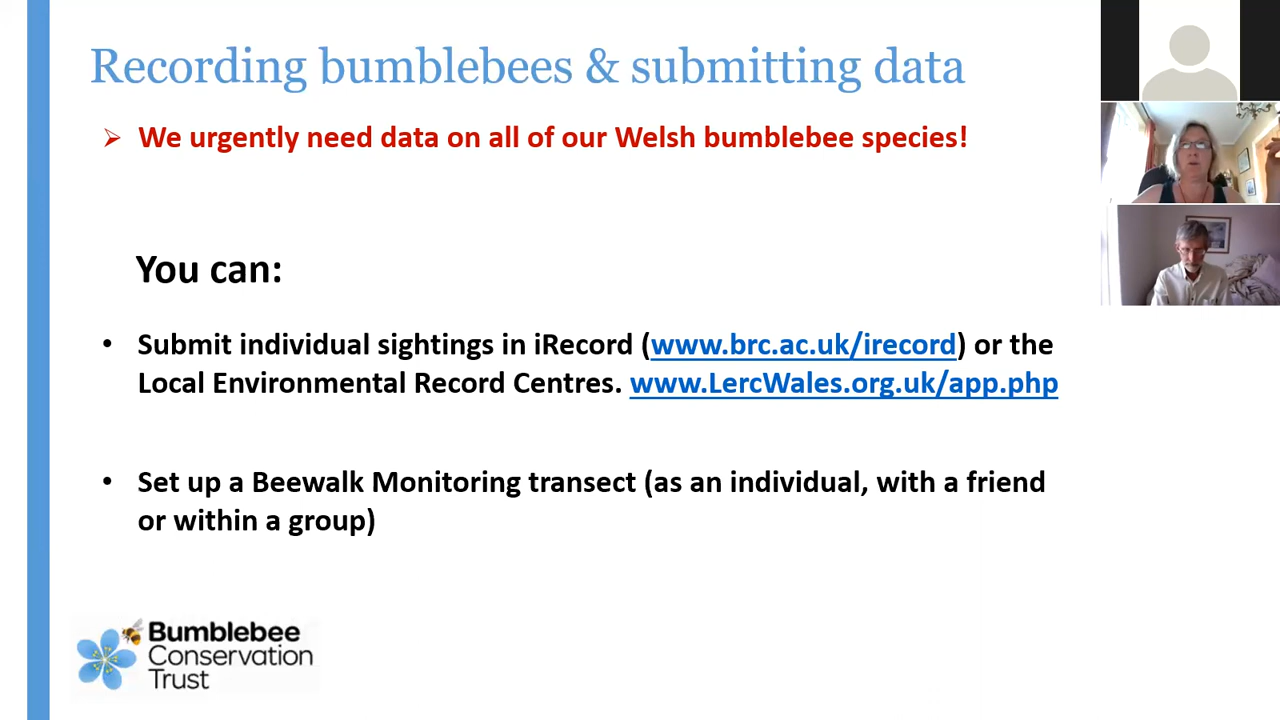 Recording bumblebees & submitting data
We urgently need data on all of our Welsh bumblebee species!
You can:
Submit individual sightings in iRecord (www.brc.ac.uk/irecord) or the
Local Environmental Record Centres. www.LercWales.org.uk/app.php
Set up a Beewalk Monitoring transect (as an individual, with a friend
or within a group)
Bumblebee
Conservation
Trust